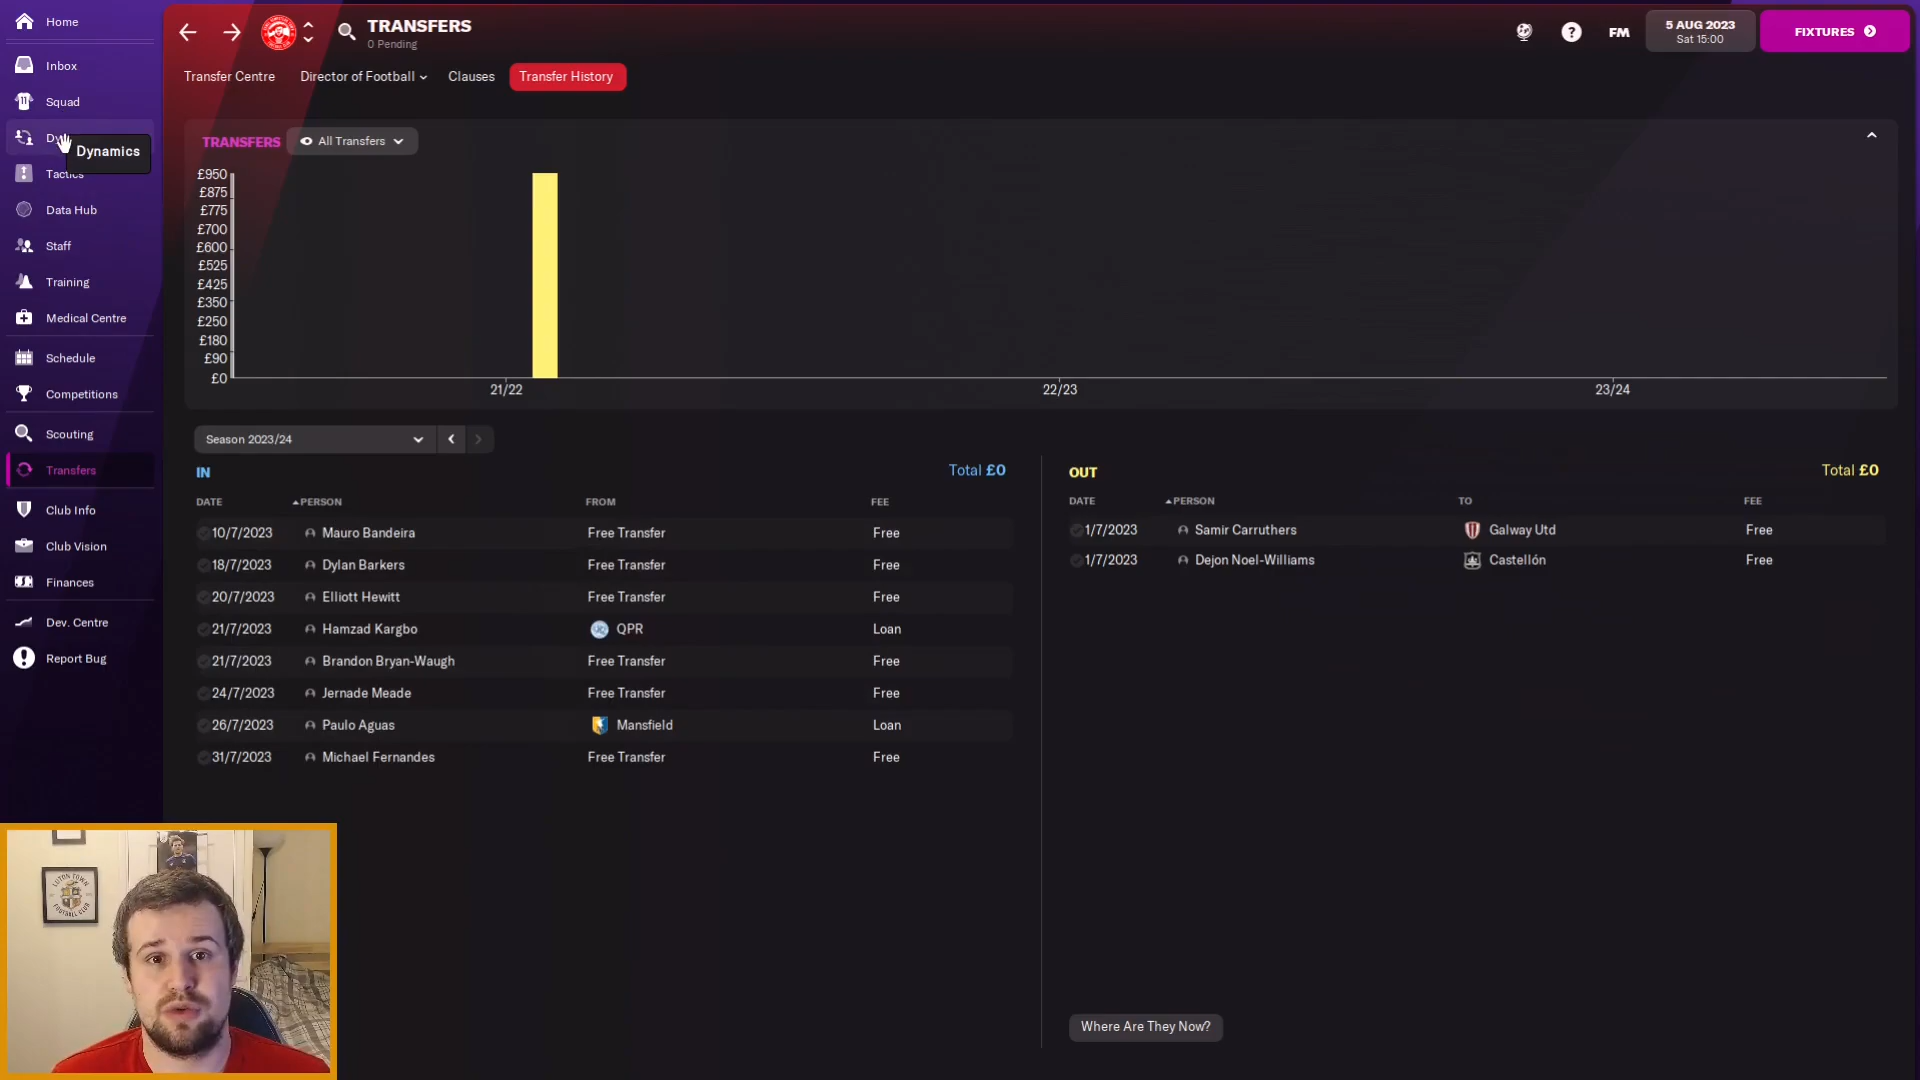 Home
Inbox
Squad
Dy
Dynamics
Tactics
Data Hub
Staff
Training
Medical Centre
Schedule
Competitions
Scouting
Transfers
Club Info
Club Vision
Finances
Dev. Centre
Report Bug
TRANSFERS
0 Pending
FM
5 AUG 2023
Sat 15:00
FIXTURES
Transfer Centre
Director of Football
Clauses
Transfer History
TRANSFERS
All Transfers
£950
£875
£775
£700
£600
£525
£425
£350
£250
£180
£90
£0
21/22
22/23
23/24
Season 2023/24
IN Total £0
DATE PERSON FROM FEE
10/7/2023 Mauro Bandeira Free Transfer Free
18/7/2023 Dylan Barkers Free Transfer Free
20/7/2023 Elliott Hewitt Free Transfer Free
21/7/2023 Hamzad Kargbo QPR Loan
21/7/2023 Brandon Bryan-Waugh Free Transfer Free
24/7/2023 Jernade Meade Free Transfer Free
26/7/2023 Paulo Aguas Mansfield Loan
31/7/2023 Michael Fernandes Free Transfer Free
OUT Total £0
DATE PERSON TO FEE
1/7/2023 Samir Carruthers Galway Utd Free
1/7/2023 Dejon Noel-Williams Castellón Free
Where Are They Now?
LUTON TOWN
FOOTBALL CLUB